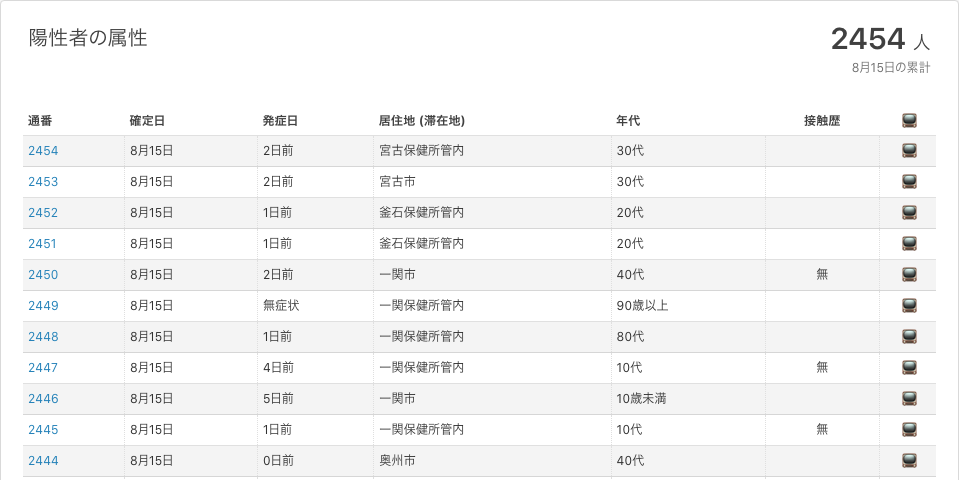 陽性者の属性
2454 人
8月15日の累計
通番 確定日 発症日 居住地 (滞在地) 年代 接触歴
2454 8月15日 2日前 宮古保健所管内 30代
2453 8月15日 2日前 宮古市 30代
2452 8月15日 1日前 釜石保健所管内 20代
2451 8月15日 1日前 釜石保健所管内 20代
2450 8月15日 2日前 一関市 40代 無
2449 8月15日 無症状 一関保健所管内 90歳以上
2448 8月15日 1日前 一関保健所管内 80代
2447 8月15日 4日前 一関保健所管内 10代 無
2446 8月15日 5日前 一関市 10歳未満
2445 8月15日 1日前 一関保健所管内 10代 無
2444 8月15日 0日前 奥州市 40代